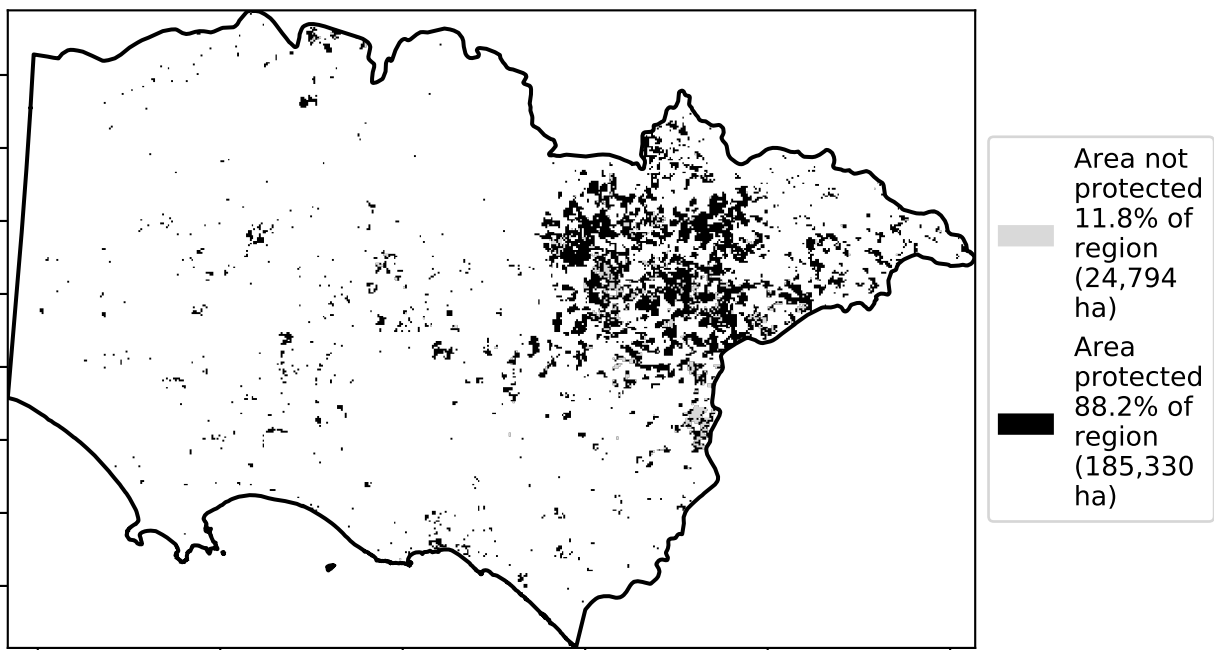 Area not
protected
11.8% of
region
(24,794
ha)
Area
protected
88.2% of
region
(185,330
ha)